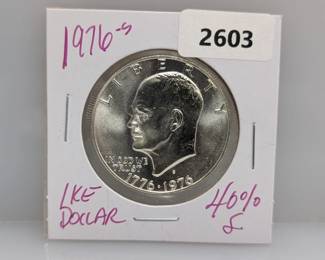 1976-S
2603
LIBERTY
IN GOD WE
TRUST
S
1776-1976
IKE
DOLLAR
40%
S